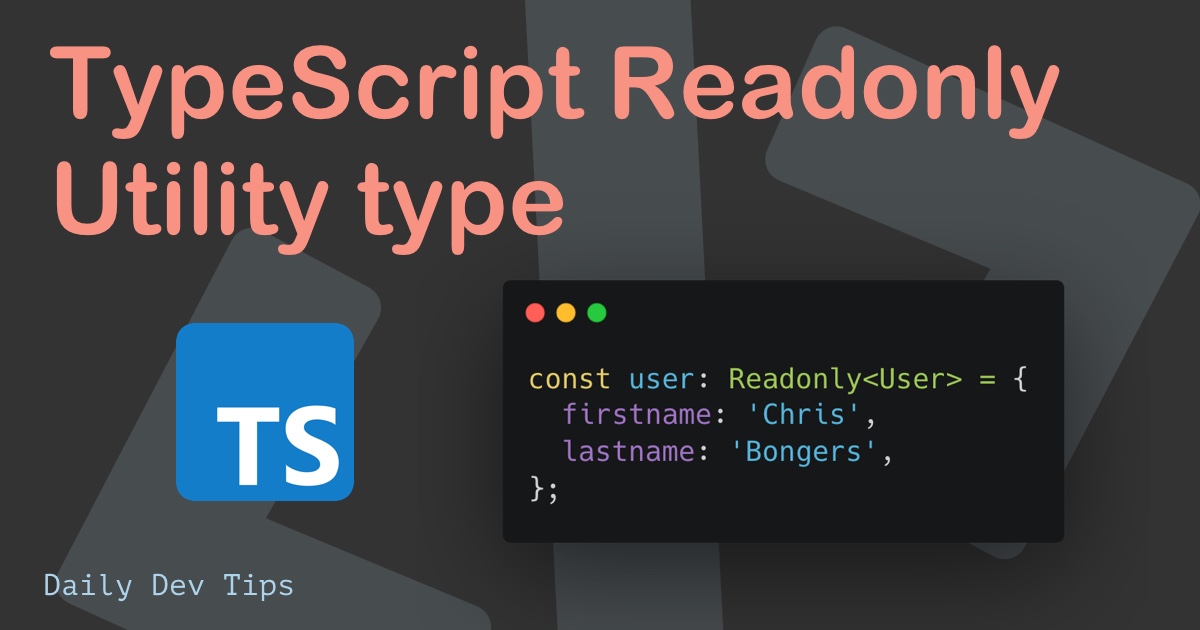 TypeScript Readonly
Utility type
TS
const user: Readonly<User> = {
  firstname: 'Chris',
  lastname: 'Bongers',
};
Daily Dev Tips